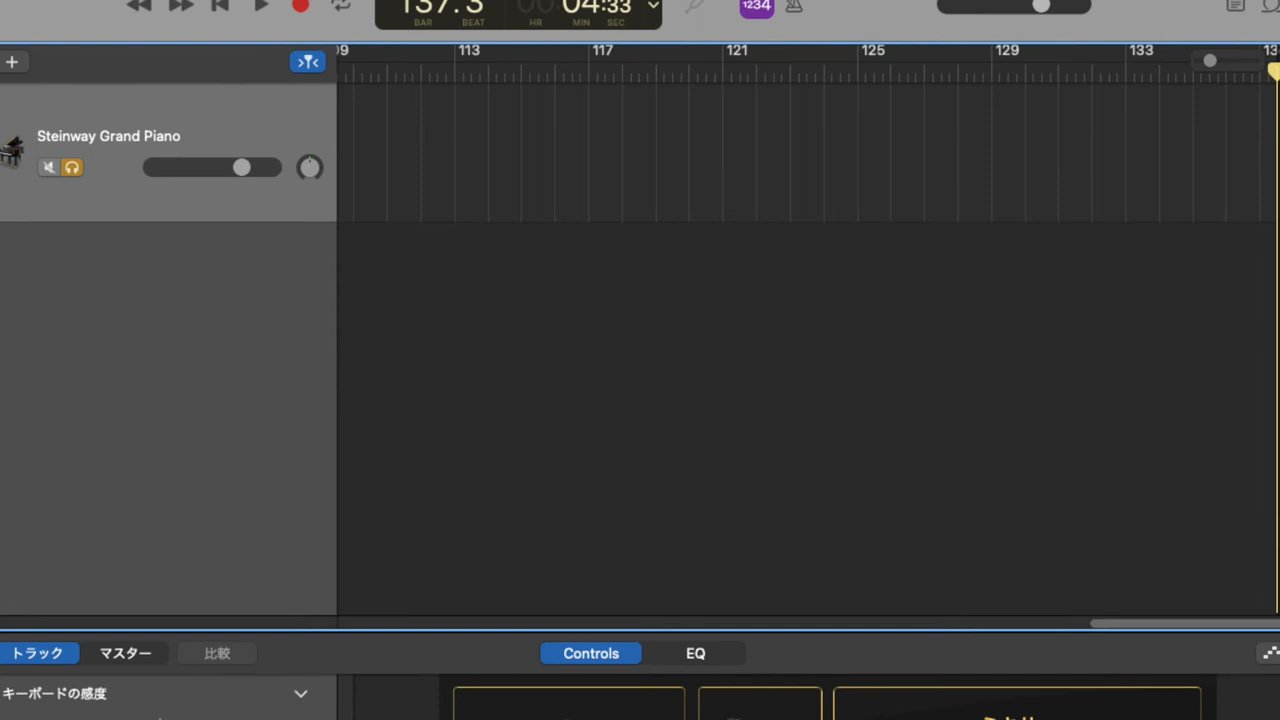 137.3 00 04:33 1234
BAR BEAT HR MIN SEC
113 117 121 125 129 133
Steinway Grand Piano
トラック マスター 比較 Controls EQ
キーボードの感度